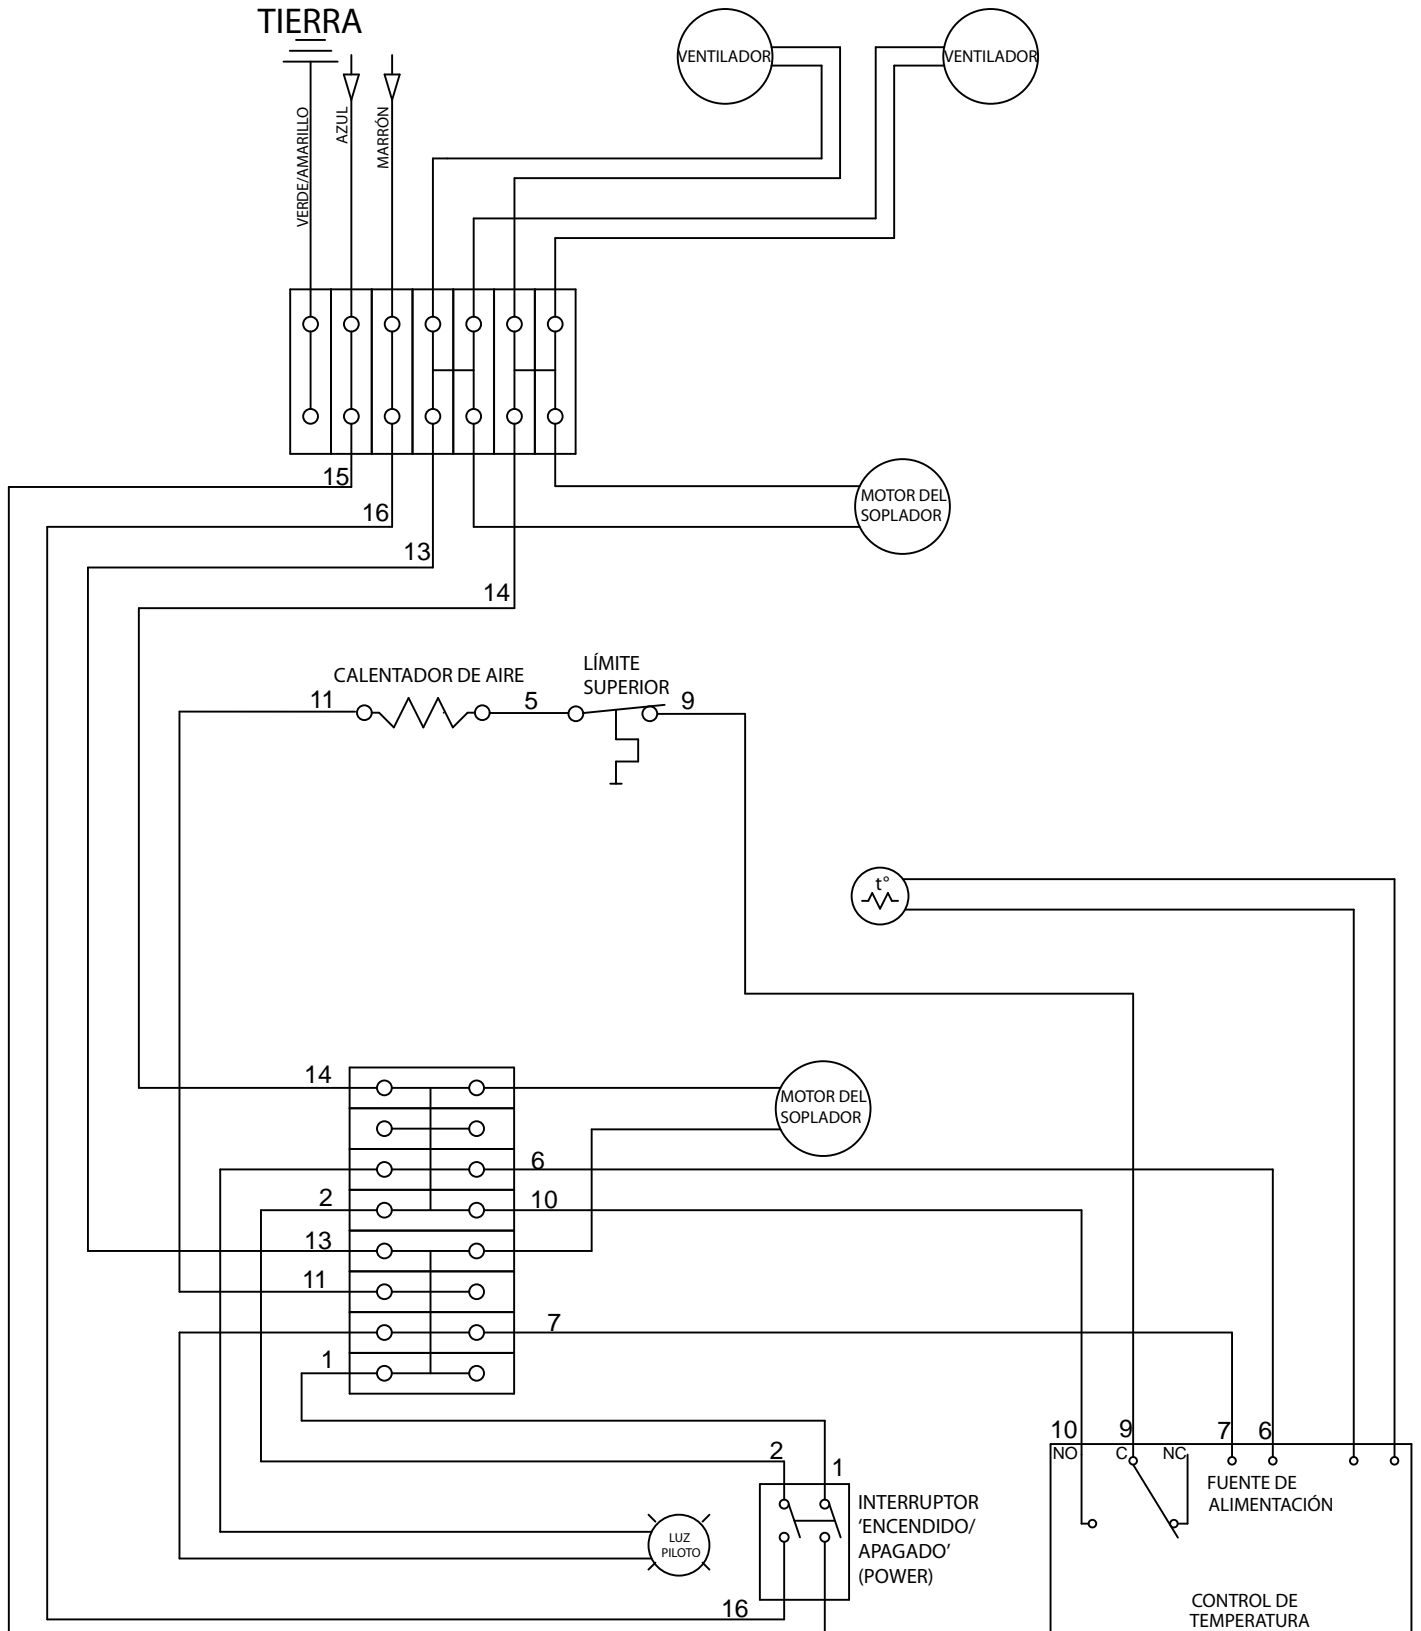 TIERRA
VENTILADOR
VENTILADOR
VERDE/AMARILLO
AZUL
MARRÓN
15
16
13
14
MOTOR DEL
SOPLADOR
CALENTADOR DE AIRE
LÍMITE
SUPERIOR
11
5
9
t°
14
MOTOR DEL
SOPLADOR
6
2
10
13
11
7
1
10
9
7
6
NO
C
NC
FUENTE DE
ALIMENTACIÓN
2
1
INTERRUPTOR
‘ENCENDIDO/
APAGADO’
(POWER)
LUZ
PILOTO
16
CONTROL DE
TEMPERATURA